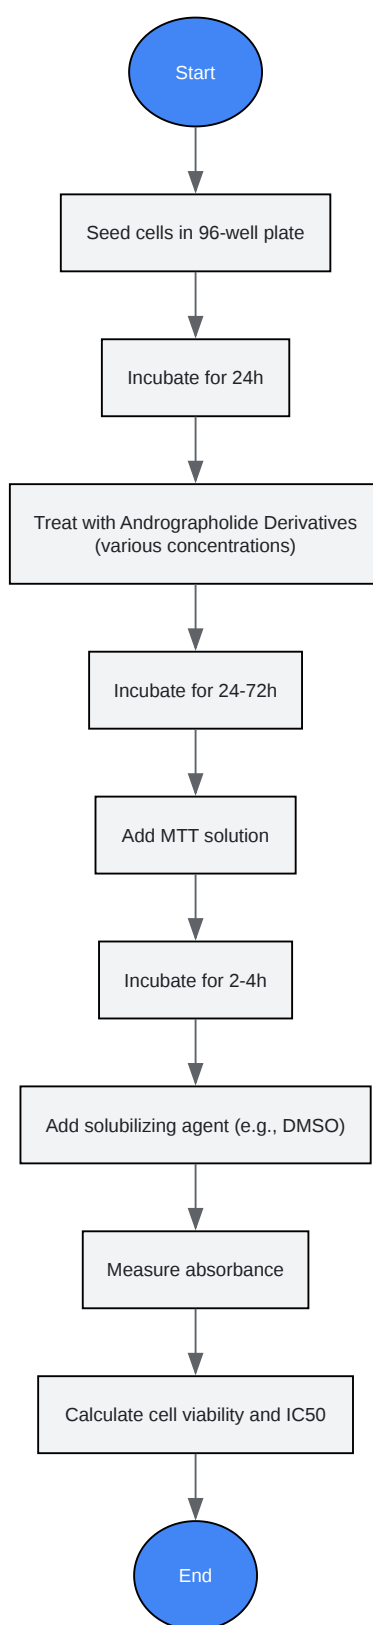 Start
Seed cells in 96-well plate
Incubate for 24h
Treat with Andrographolide Derivatives
(various concentrations)
Incubate for 24-72h
Add MTT solution
Incubate for 2-4h
Add solubilizing agent (e.g., DMSO)
Measure absorbance
Calculate cell viability and IC50
End